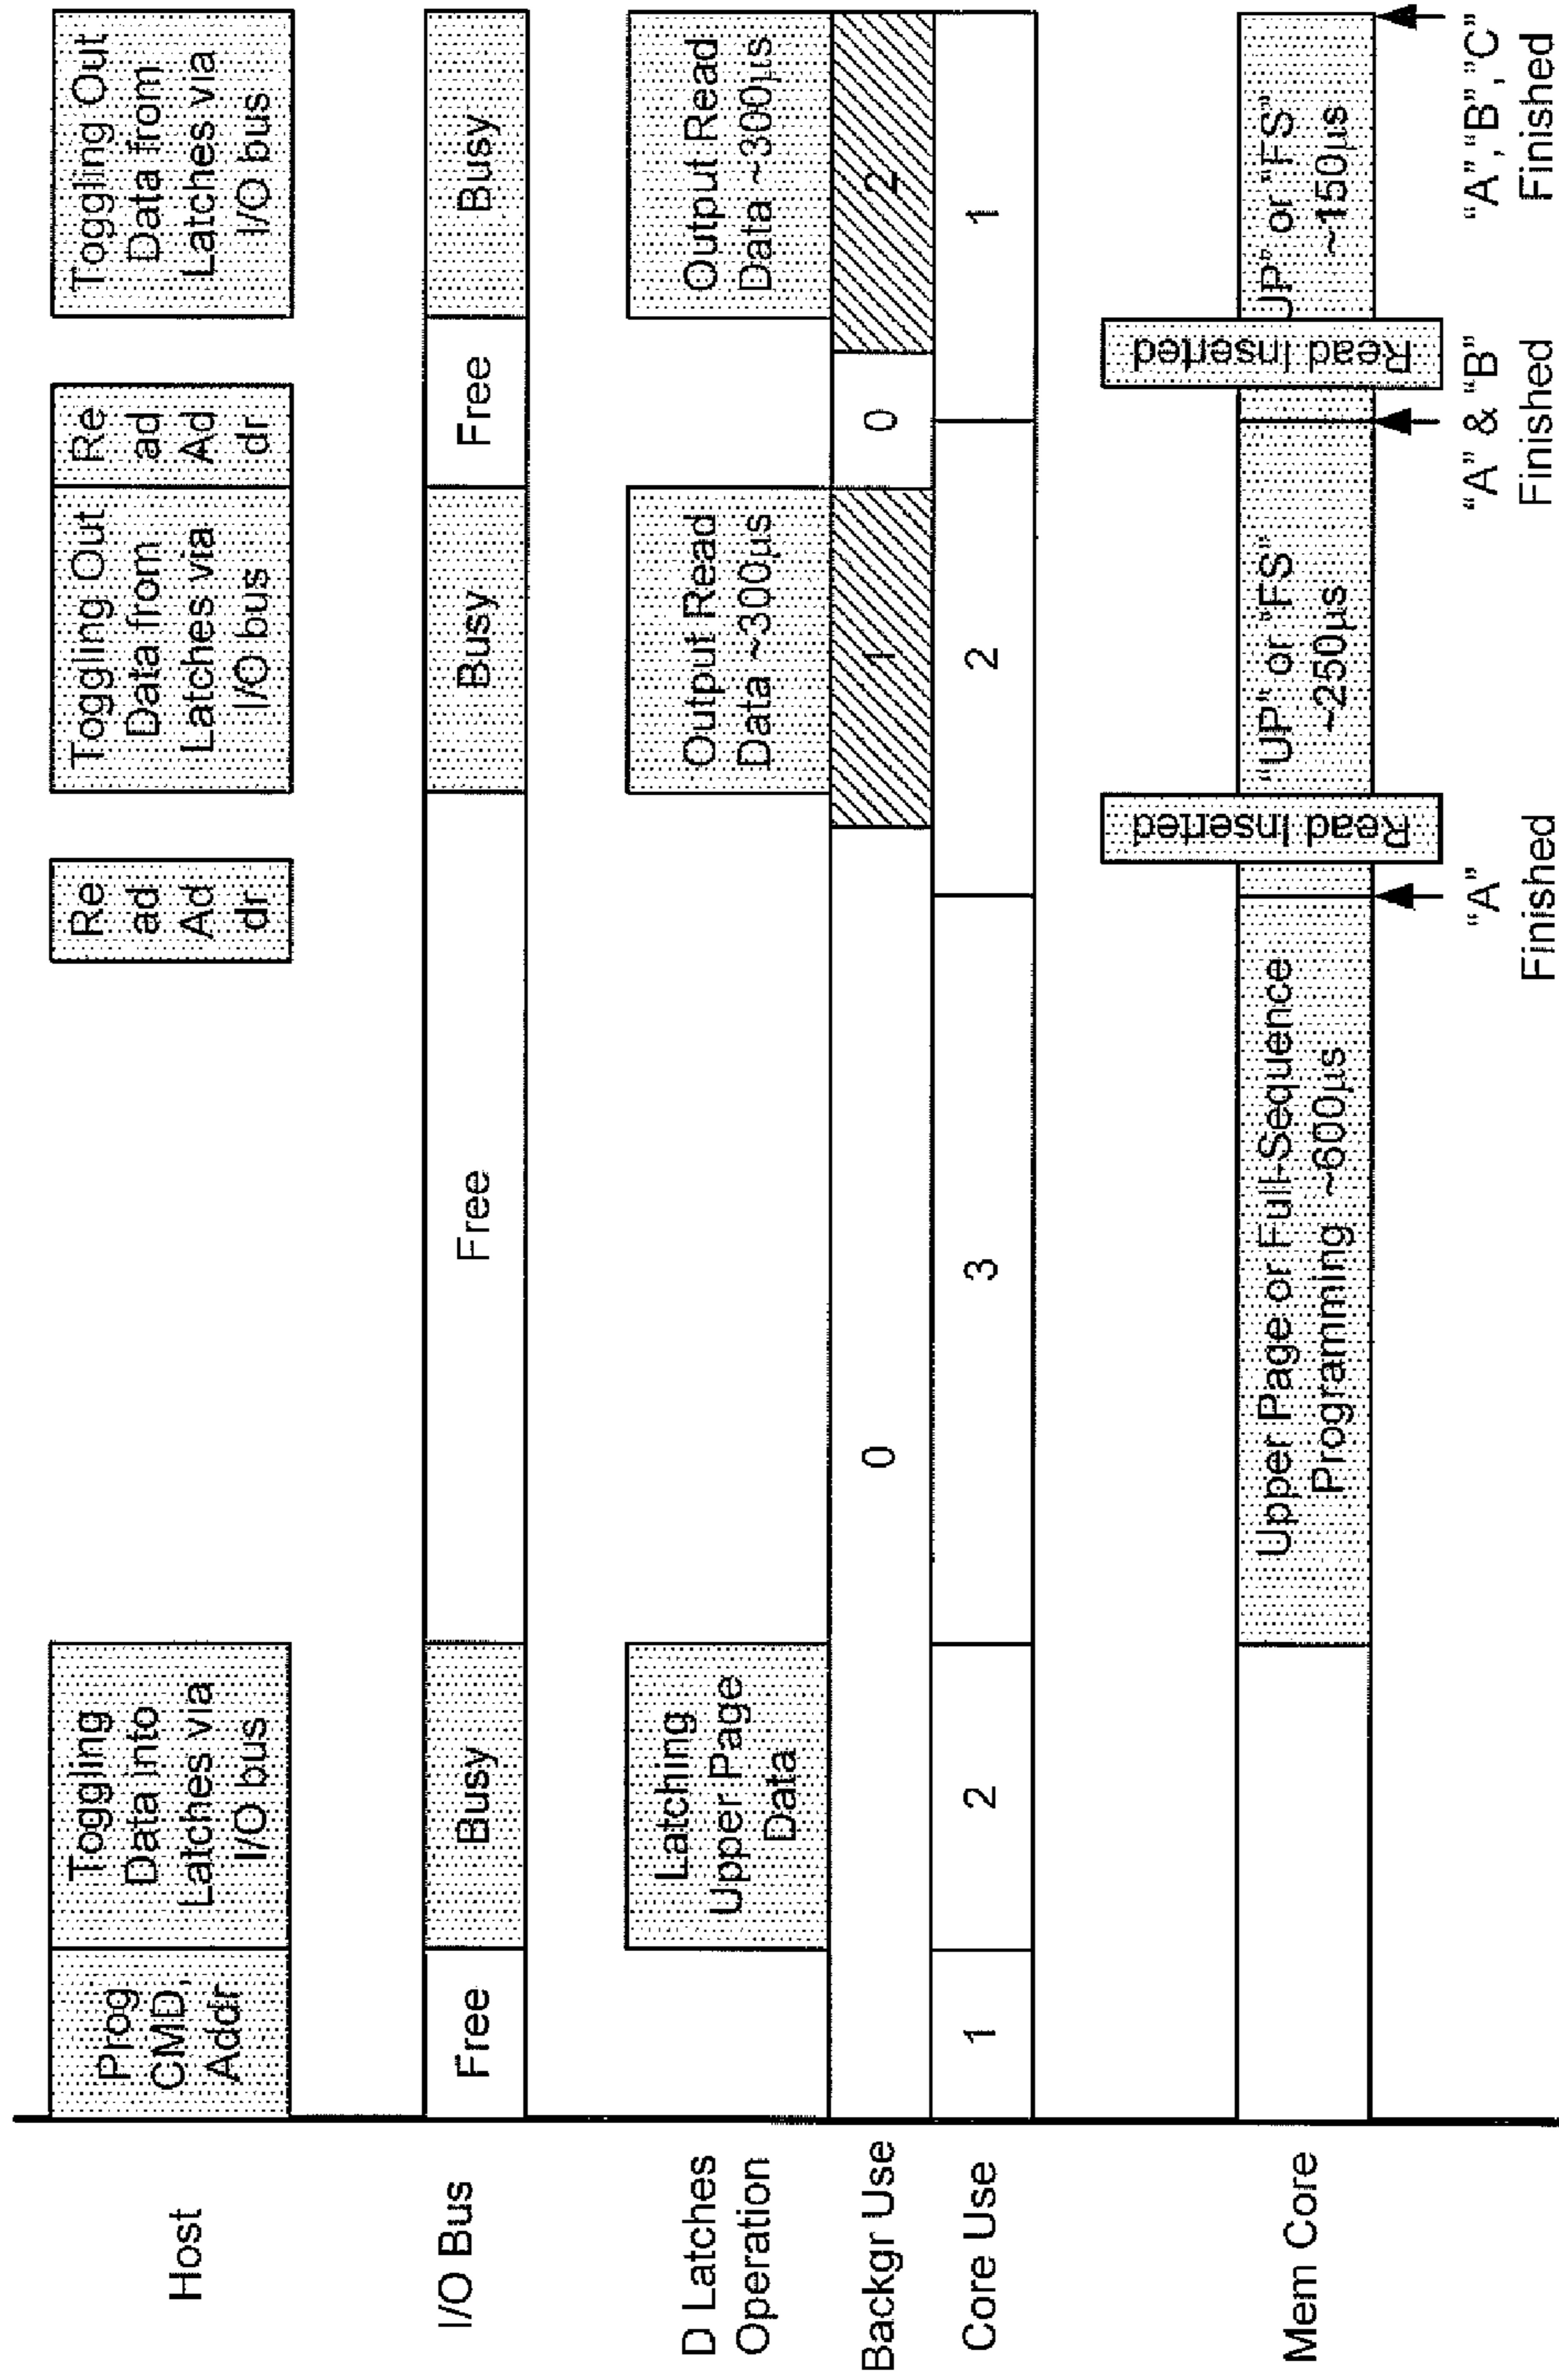 Host
Prog
CMD,
Addr
Toggling
Data into
Latches via
I/O bus
Re
ad
Ad
dr
Toggling Out
Data from
Latches via
I/O bus
Re
ad
Ad
dr
Toggling Out
Data from
Latches via
I/O bus
I/O Bus
Free
Busy
Free
Busy
Free
Busy
D Latches
Operation
Latching
Upper Page
Data
Output Read
Data ~300µs
Output Read
Data ~300µs
Backgr Use
0
1
0
2
Core Use
1
2
3
2
1
Mem Core
Upper Page or Full-Sequence
Programming ~600µs
Read Inserted
"UP" or "FS"
~250µs
Read Inserted
UP" or "FS"
~150µs
"A"
Finished
"A" & "B"
Finished
"A","B","C"
Finished